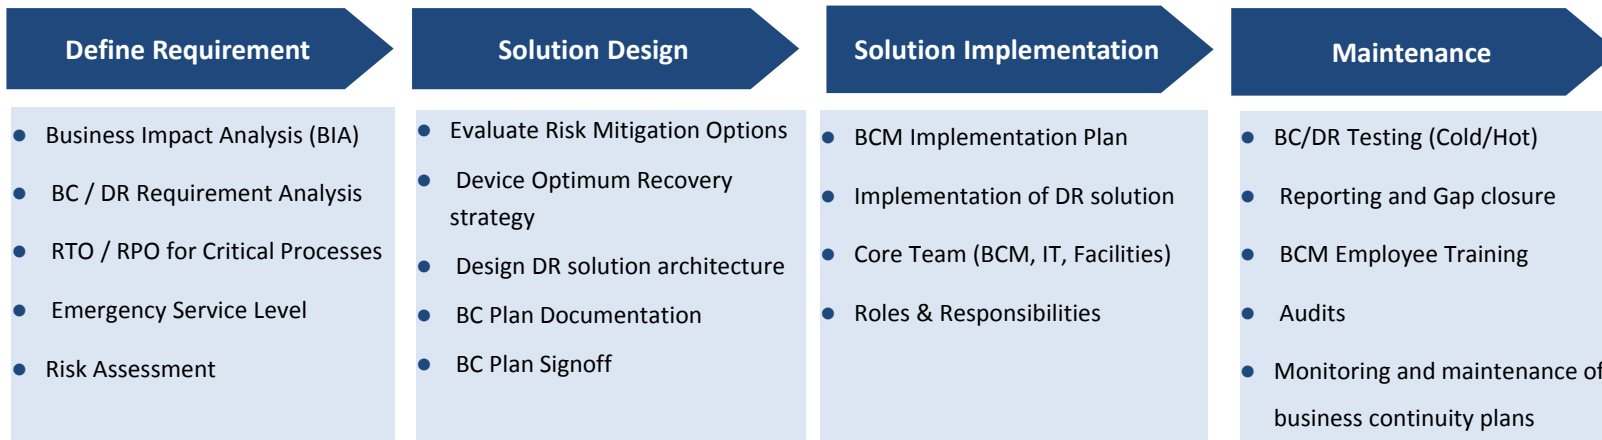 Define Requirement
Business Impact Analysis (BIA)
BC / DR Requirement Analysis
RTO / RPO for Critical Processes
Emergency Service Level
Risk Assessment
Solution Design
Evaluate Risk Mitigation Options
Device Optimum Recovery
strategy
Design DR solution architecture
BC Plan Documentation
BC Plan Signoff
Solution Implementation
BCM Implementation Plan
Implementation of DR solution
Core Team (BCM, IT, Facilities)
Roles & Responsibilities
Maintenance
BC/DR Testing (Cold/Hot)
Reporting and Gap closure
BCM Employee Training
Audits
Monitoring and maintenance of
business continuity plans